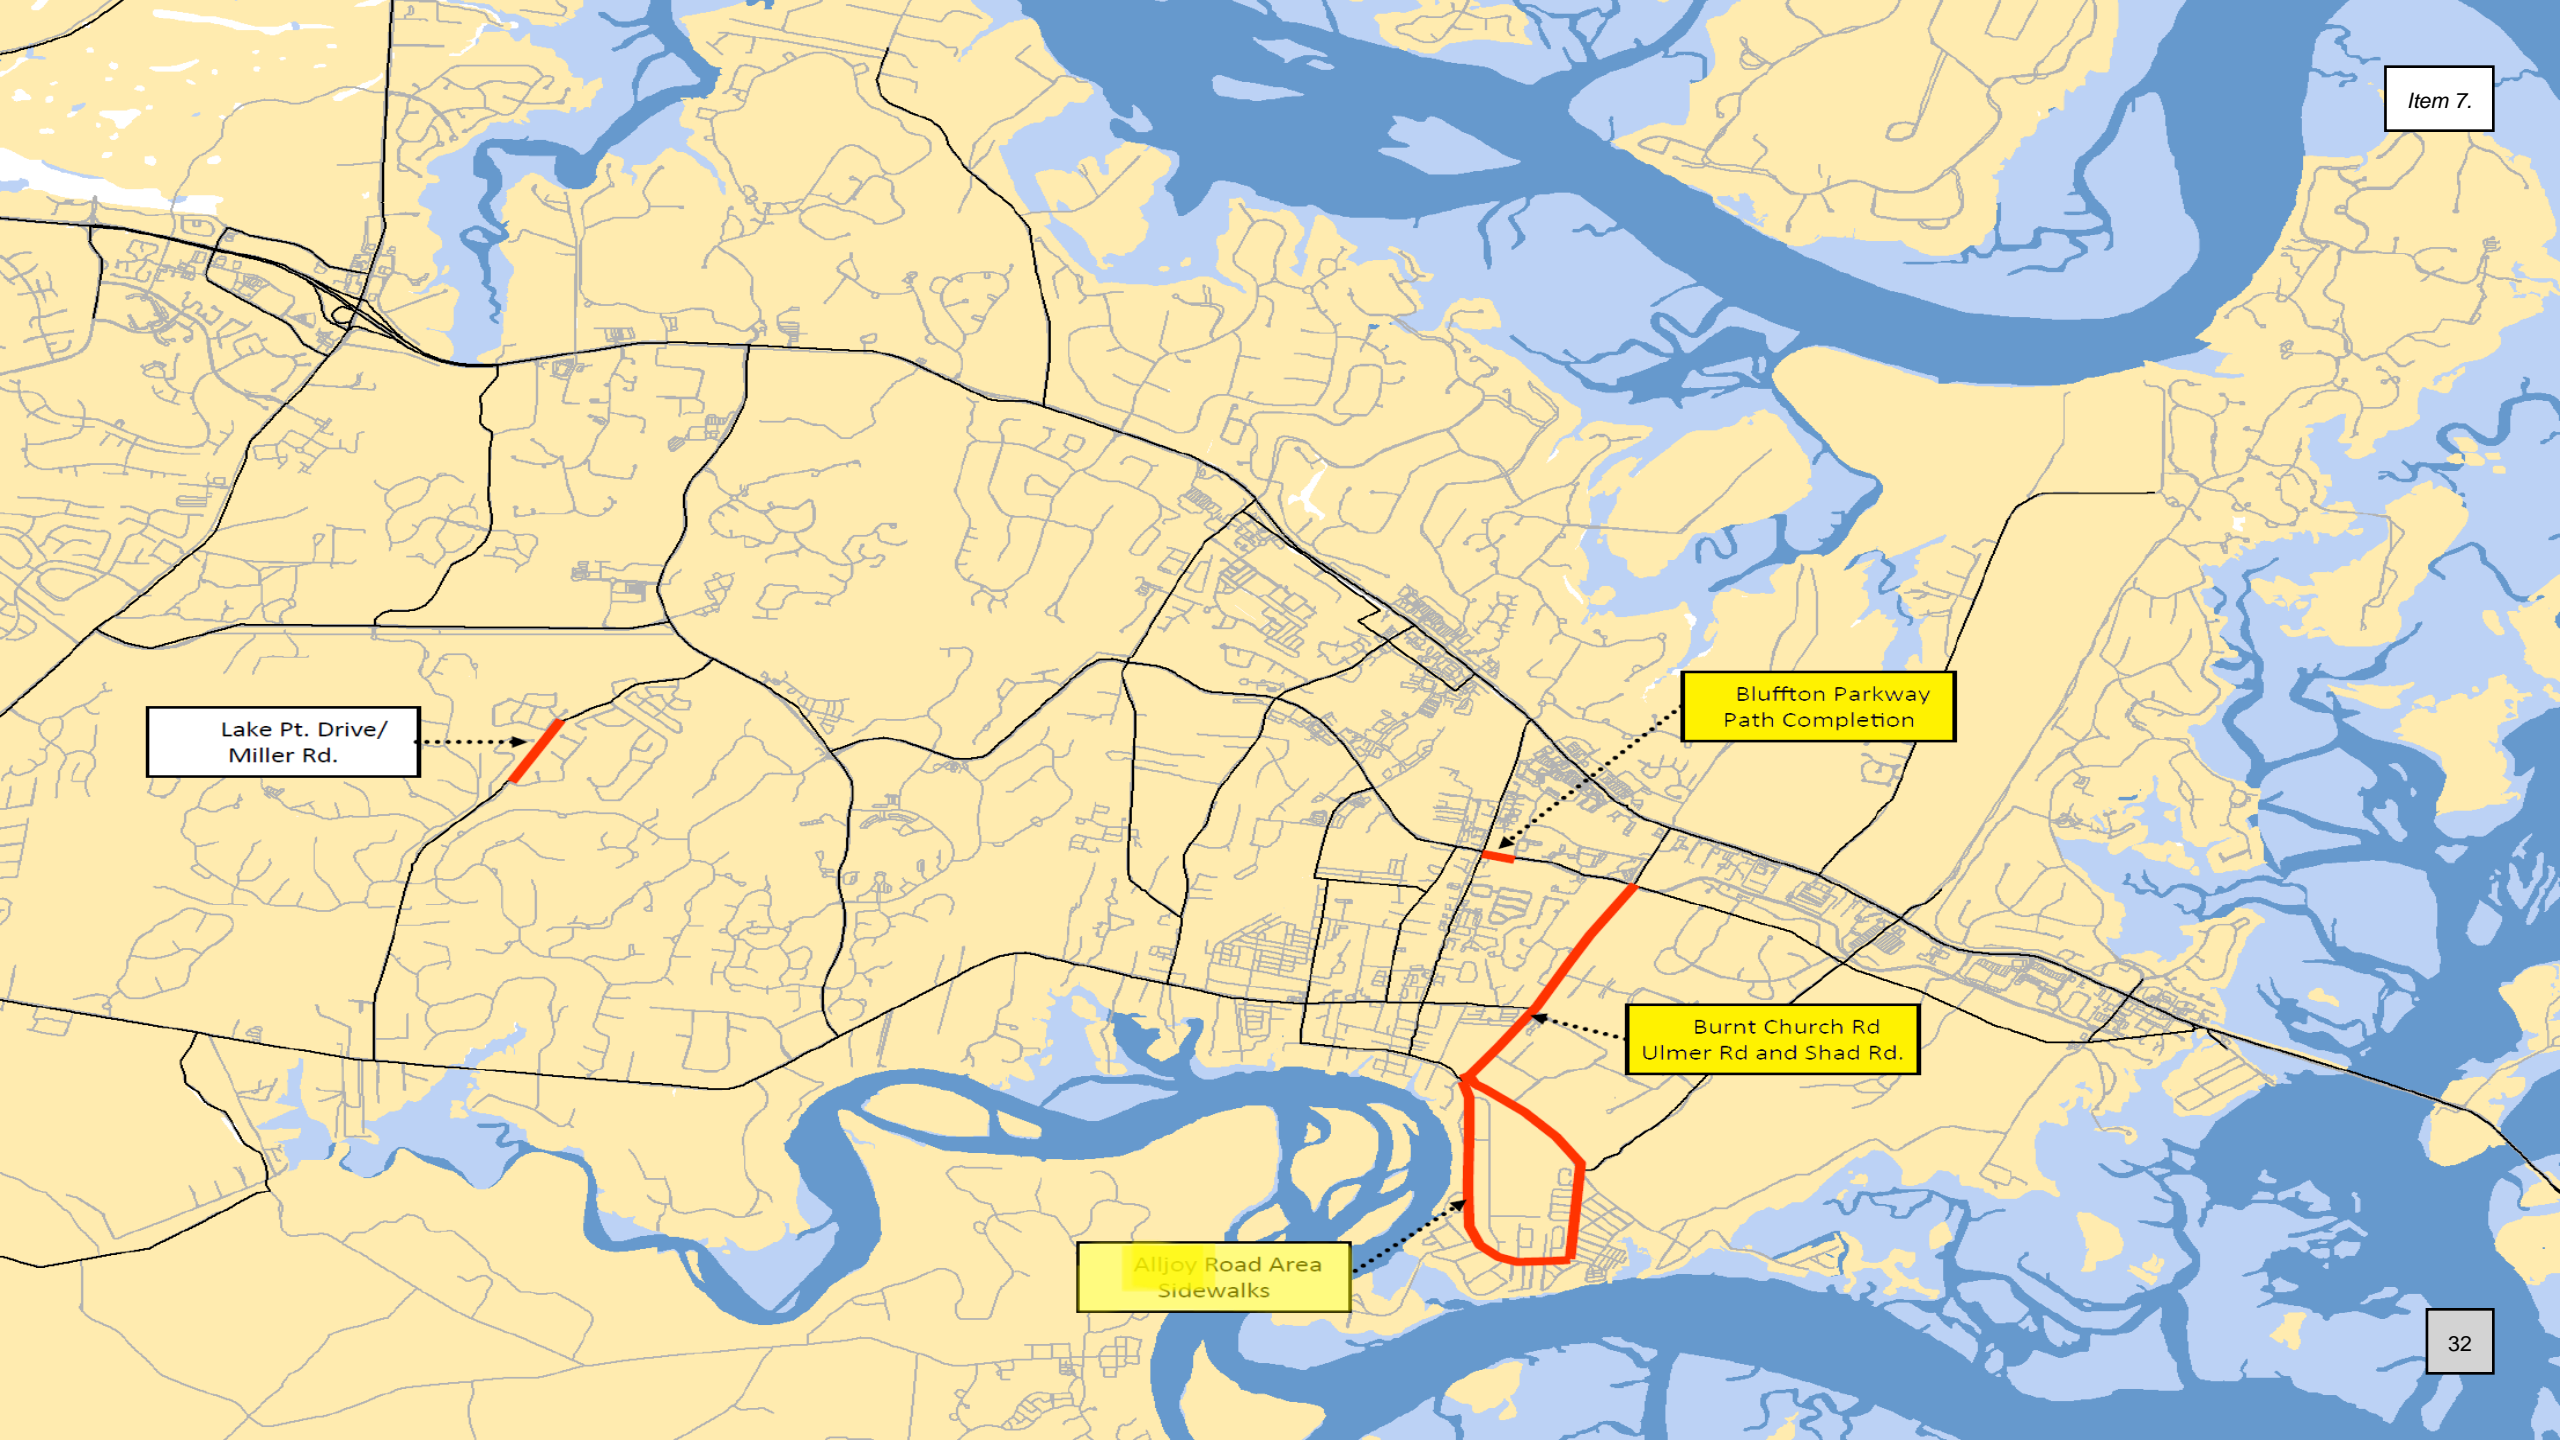 Item 7.
Bluffton Parkway
Path Completion
Lake Pt. Drive/
Miller Rd.
Burnt Church Rd
Ulmer Rd and Shad Rd.
Alljoy Road Area
Sidewalks
32